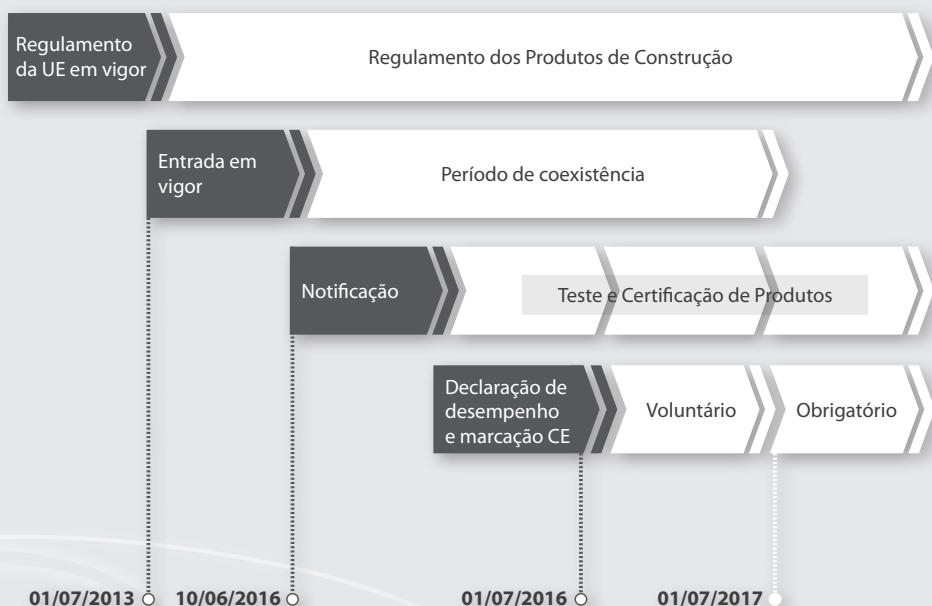 Regulamento
da UE em vigor
Regulamento dos Produtos de Construção
Entrada em
vigor
Período de coexistência
Notificação
Teste e Certificação de Produtos
Declaração de
desempenho
e marcação CE
Voluntário
Obrigatório
01/07/2013
10/06/2016
01/07/2016
01/07/2017